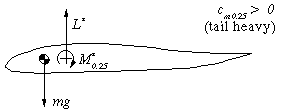 c_m0.25 > 0
(tail heavy)
L*
M*_0.25
mg